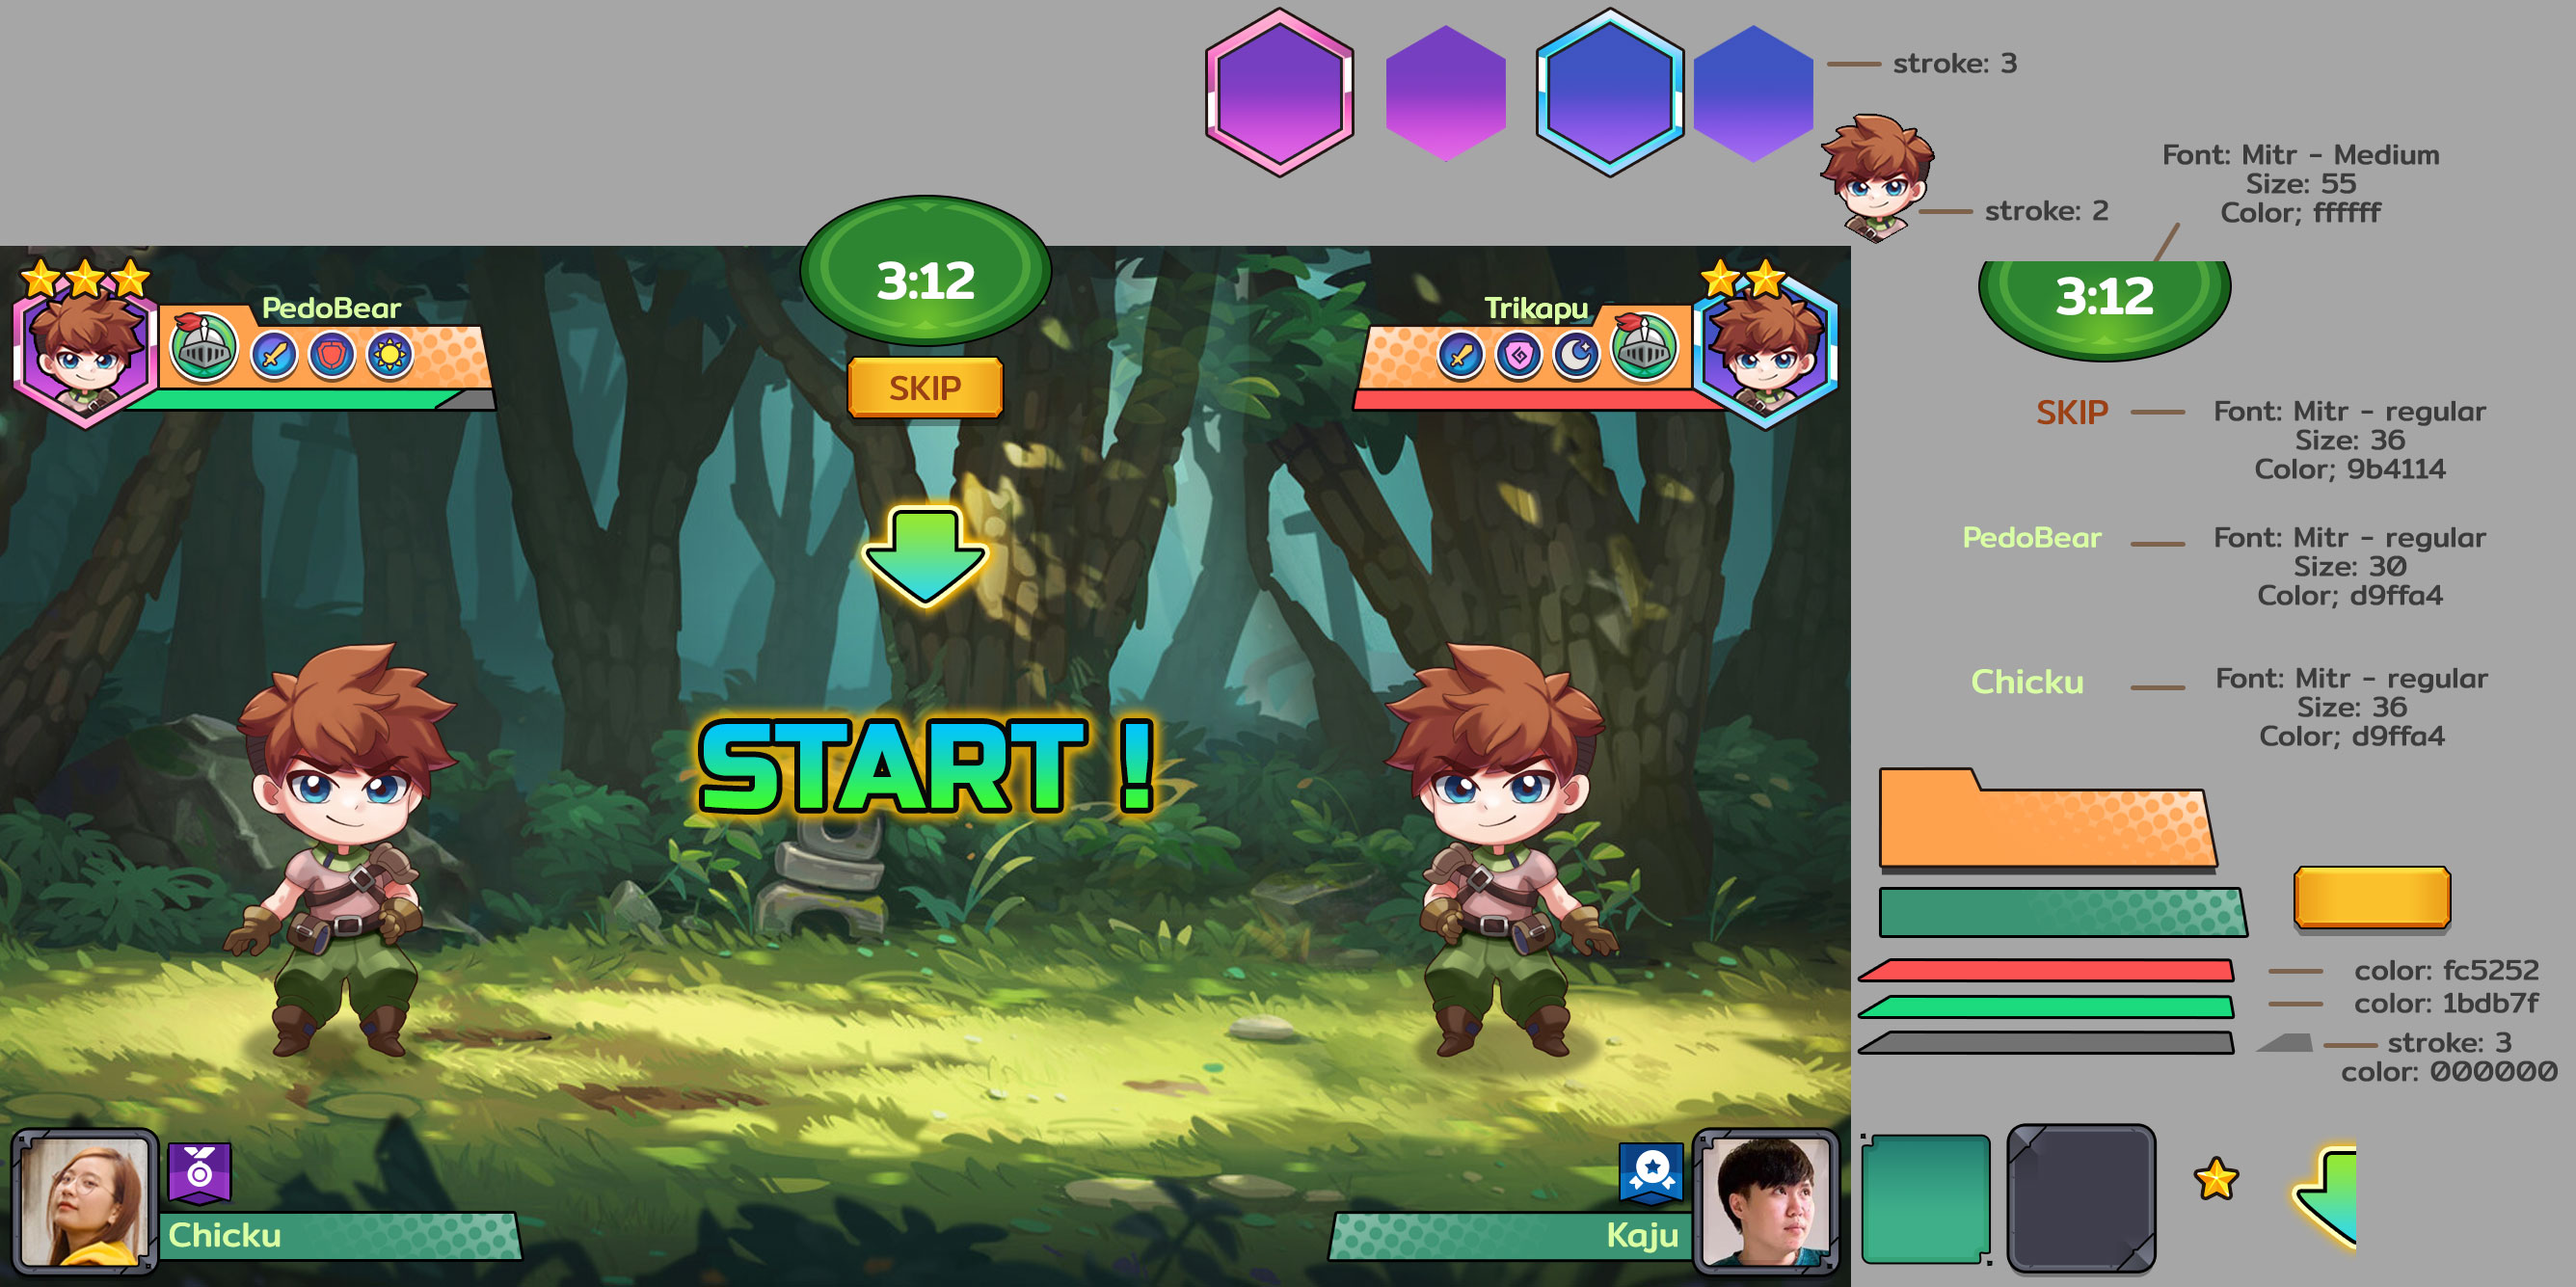 stroke: 3
stroke: 2
Font: Mitr - Medium
Size: 55
Color; ffffff
3:12
SKIP
Font: Mitr - regular
Size: 36
Color; 9b4114
PedoBear
Font: Mitr - regular
Size: 30
Color; d9ffa4
Chicku
Font: Mitr - regular
Size: 36
Color; d9ffa4
color: fc5252
color: 1bdb7f
stroke: 3
color: 000000
PedoBear
3:12
Trikapu
SKIP
START !
Chicku
Kaju